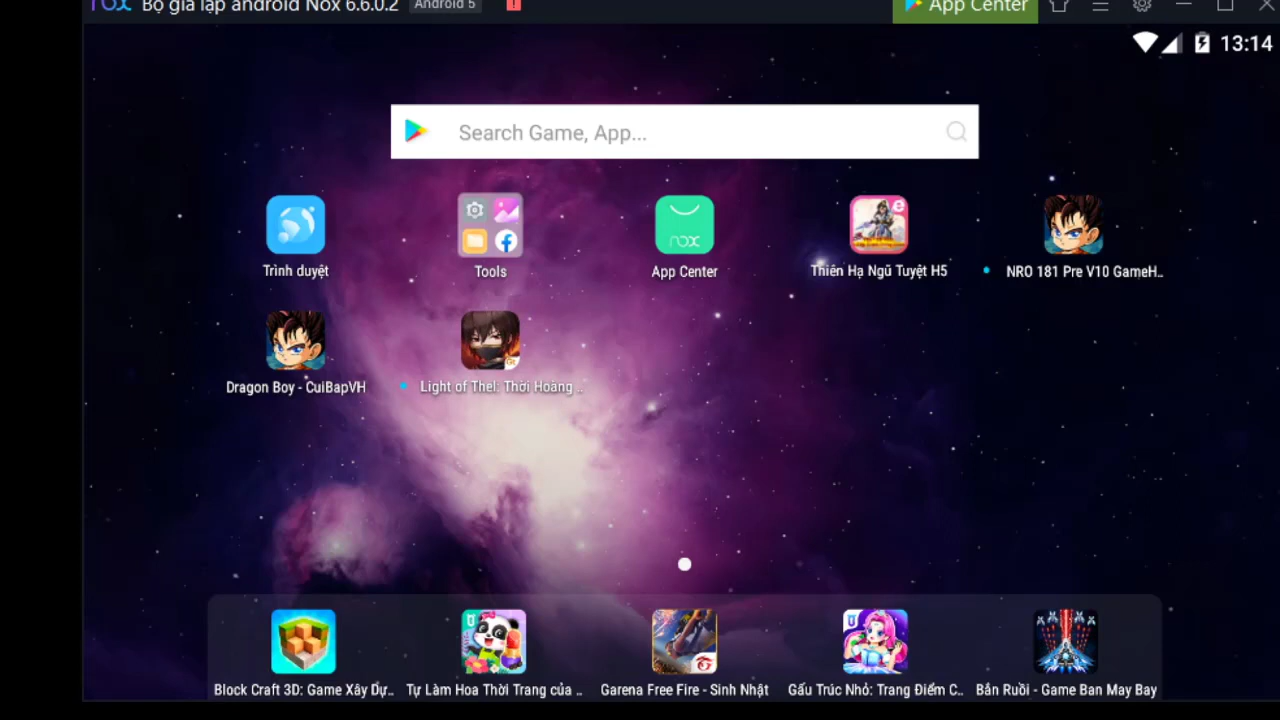 nox Bộ giả lập android Nox 6.6.0.2 Android 5 App Center
13:14
Search Game, App...
nox
Trình duyệt Tools App Center Thiên Hạ Ngũ Tuyệt H5 NRO 181 Pre V10 GameH..
Dragon Boy - CuiBapVH Light of Thel: Thời Hoàng ..
Block Craft 3D: Game Xây Dự.. Tự Làm Hoa Thời Trang của .. Garena Free Fire - Sinh Nhật Gấu Trúc Nhỏ: Trang Điểm C.. Bắn Ruồi - Game Ban May Bay